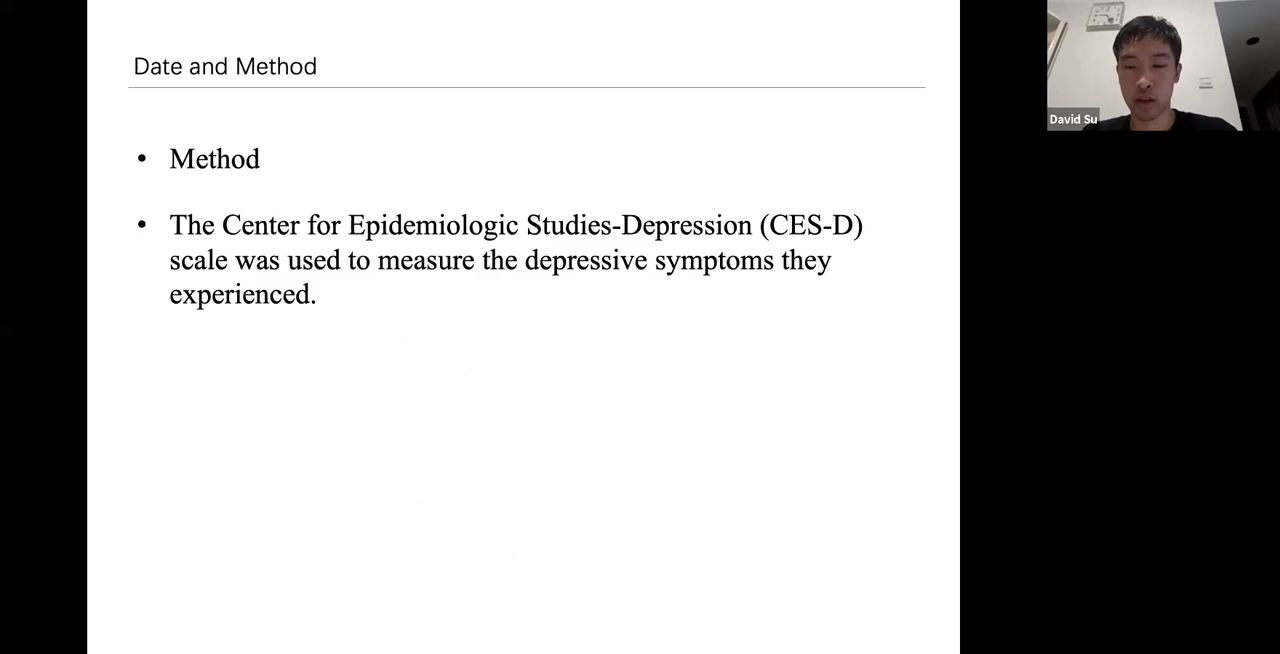 Date and Method
• Method
• The Center for Epidemiologic Studies-Depression (CES-D)
scale was used to measure the depressive symptoms they
experienced.
David Su